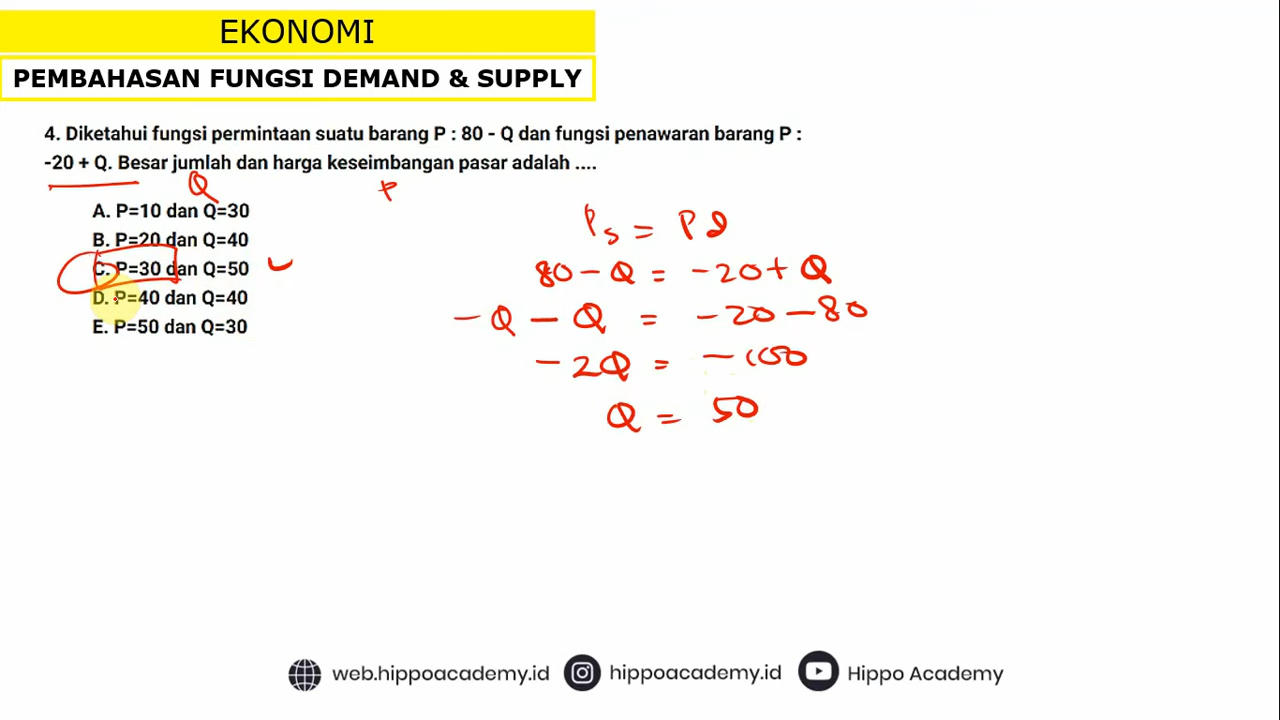 EKONOMI
PEMBAHASAN FUNGSI DEMAND & SUPPLY
4. Diketahui fungsi permintaan suatu barang P : 80 - Q dan fungsi penawaran barang P :
-20 + Q. Besar jumlah dan harga keseimbangan pasar adalah ....
Q
P
A. P=10 dan Q=30
B. P=20 dan Q=40
C. P=30 dan Q=50
D. P=40 dan Q=40
E. P=50 dan Q=30
Ps = Pd
80 - Q = -20 + Q
- Q - Q = -20 - 80
- 2Q = - 100
Q = 50
web.hippoacademy.id hippoacademy.id Hippo Academy